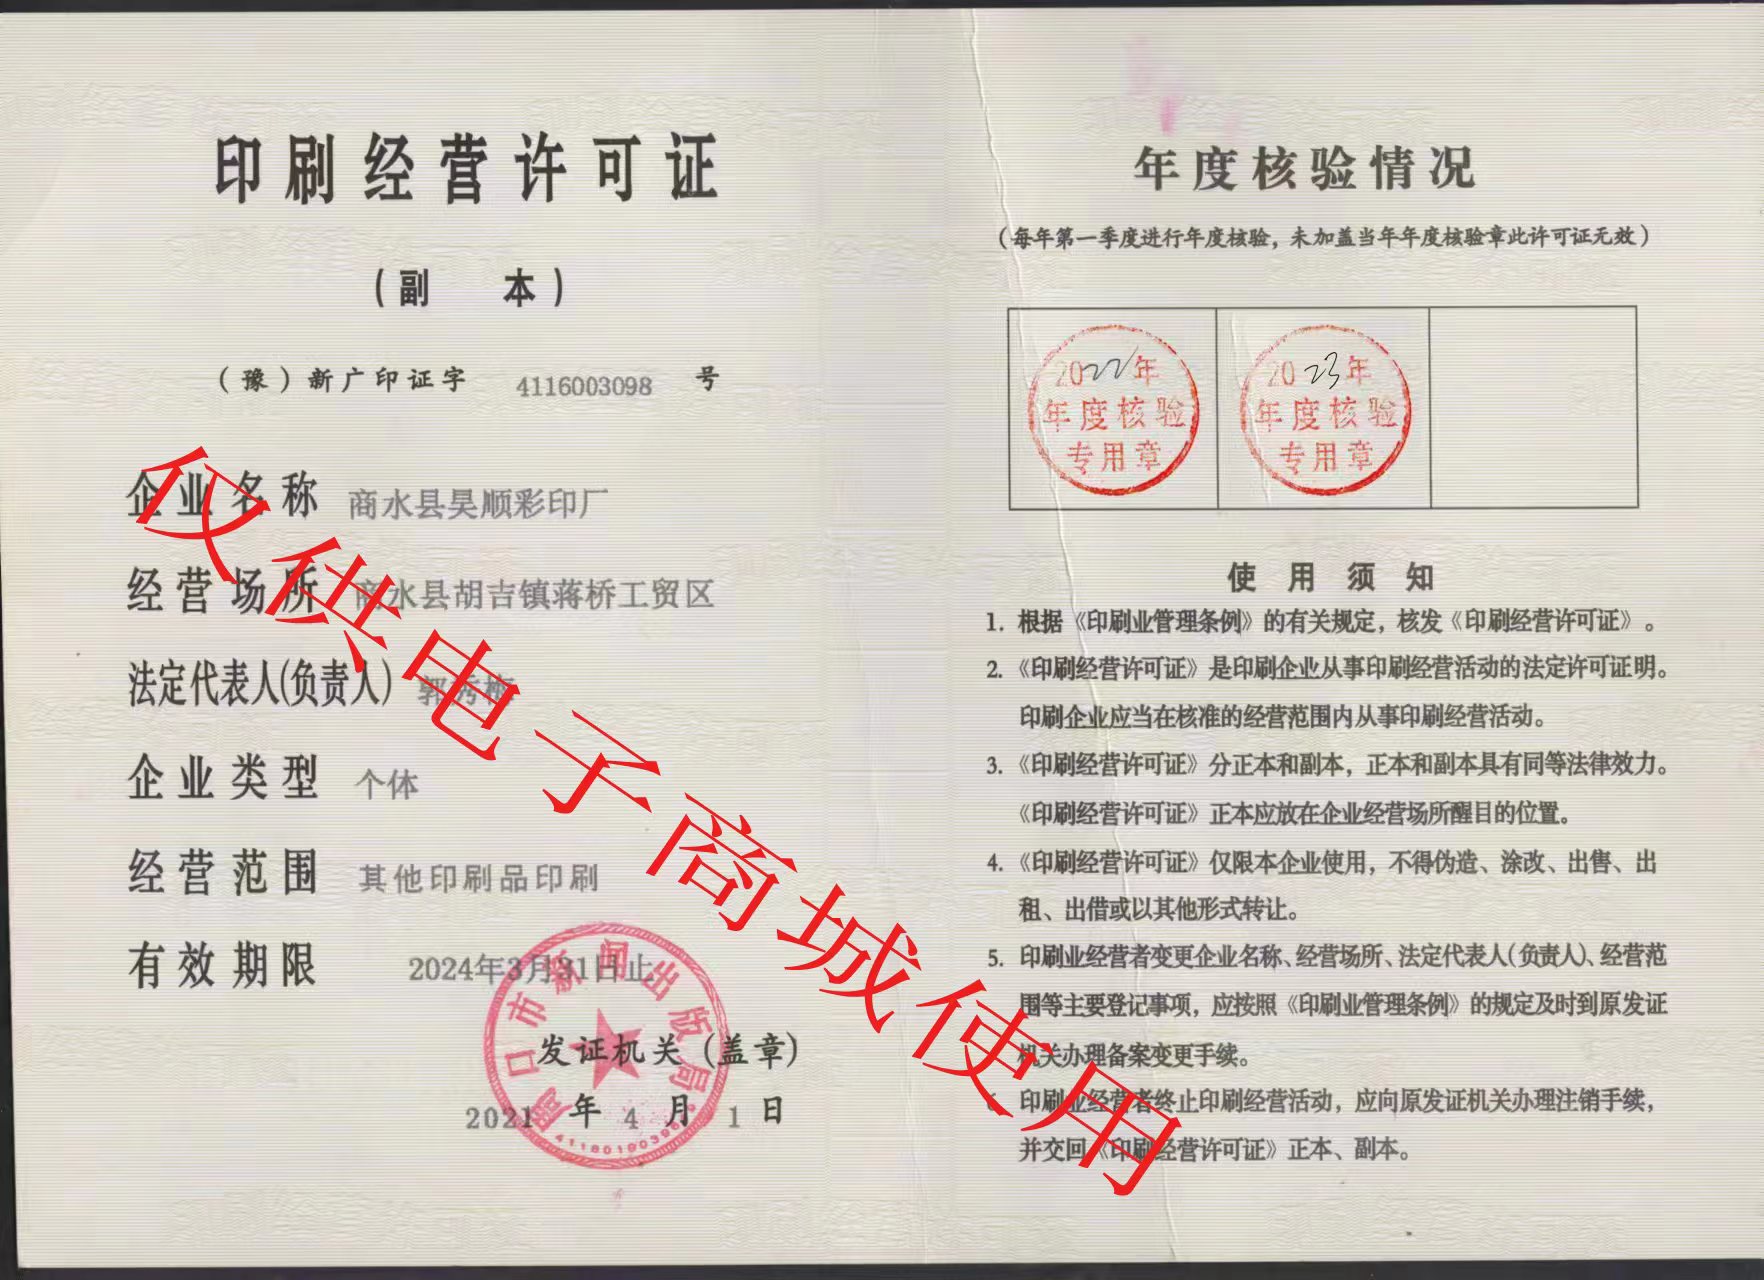 印刷经营许可证
（副 本）
（豫）新广印证字 4116003098 号
企业名称 商水县昊顺彩印厂
经营场所 商水县胡吉镇蒋桥工贸区
法定代表人(负责人) 郭秀梅
企业类型 个体
经营范围 其他印刷品印刷
有效期限 2024年3月31日止
发证机关（盖章）
2021 年 4 月 1 日
周口市新闻出版局
仅供电子商城使用
年度核验情况
（每年第一季度进行年度核验，未加盖当年年度核验章此许可证无效）
2022年
年度核验
专用章
2023年
年度核验
专用章
使用须知
1. 根据《印刷业管理条例》的有关规定，核发《印刷经营许可证》。
2.《印刷经营许可证》是印刷企业从事印刷经营活动的法定许可证明。
印刷企业应当在核准的经营范围内从事印刷经营活动。
3.《印刷经营许可证》分正本和副本，正本和副本具有同等法律效力。
《印刷经营许可证》正本应放在企业经营场所醒目的位置。
4.《印刷经营许可证》仅限本企业使用，不得伪造、涂改、出售、出
租、出借或以其他形式转让。
5. 印刷业经营者变更企业名称、经营场所、法定代表人(负责人)、经营范
围等主要登记事项，应按照《印刷业管理条例》的规定及时到原发证
机关办理备案变更手续。
6. 印刷业经营者终止印刷经营活动，应向原发证机关办理注销手续，
并交回《印刷经营许可证》正本、副本。